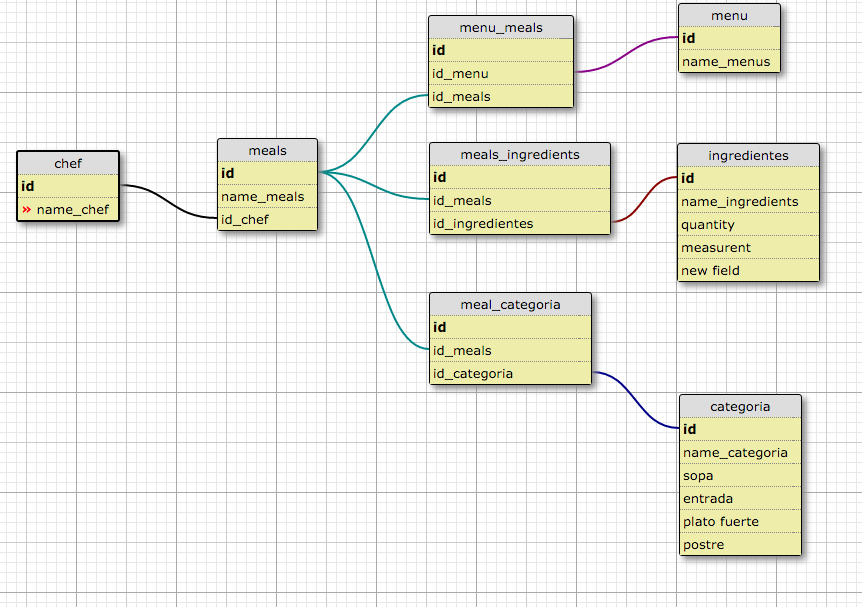 chef
id
» name_chef
meals
id
name_meals
id_chef
menu_meals
id
id_menu
id_meals
meals_ingredients
id
id_meals
id_ingredientes
meal_categoria
id
id_meals
id_categoria
menu
id
name_menus
ingredientes
id
name_ingredients
quantity
measurent
new field
categoria
id
name_categoria
sopa
entrada
plato fuerte
postre